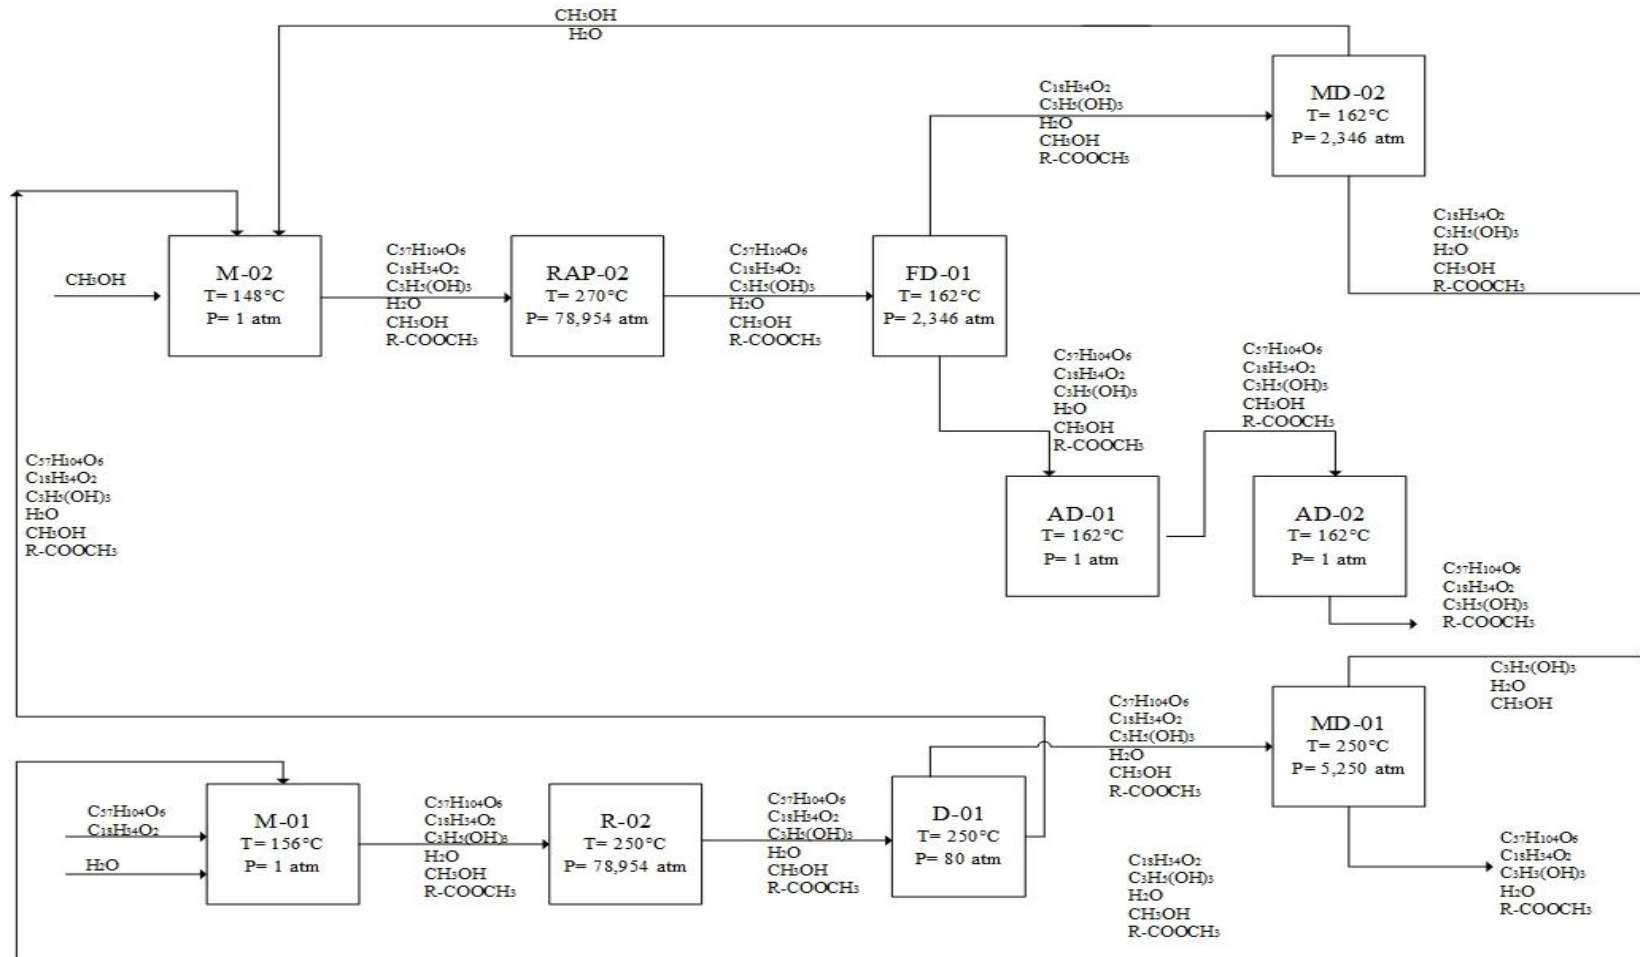 CH₃OH
H₂O
C₁₈H₃₄O₂
C₃H₅(OH)₃
H₂O
CH₃OH
R-COOCH₃
MD-02
T= 162°C
P= 2,346 atm
C₁₈H₃₄O₂
C₃H₅(OH)₃
H₂O
CH₃OH
R-COOCH₃
CH₃OH
M-02
T= 148°C
P= 1 atm
C₅₇H₁₀₄O₆
C₁₈H₃₄O₂
C₃H₅(OH)₃
H₂O
CH₃OH
R-COOCH₃
RAP-02
T= 270°C
P= 78,954 atm
C₅₇H₁₀₄O₆
C₁₈H₃₄O₂
C₃H₅(OH)₃
H₂O
CH₃OH
R-COOCH₃
FD-01
T= 162°C
P= 2,346 atm
C₅₇H₁₀₄O₆
C₁₈H₃₄O₂
C₃H₅(OH)₃
H₂O
CH₃OH
R-COOCH₃
C₅₇H₁₀₄O₆
C₁₈H₃₄O₂
C₃H₅(OH)₃
CH₃OH
R-COOCH₃
C₅₇H₁₀₄O₆
C₁₈H₃₄O₂
C₃H₅(OH)₃
H₂O
CH₃OH
R-COOCH₃
AD-01
T= 162°C
P= 1 atm
AD-02
T= 162°C
P= 1 atm
C₅₇H₁₀₄O₆
C₁₈H₃₄O₂
C₃H₅(OH)₃
R-COOCH₃
C₃H₅(OH)₃
H₂O
CH₃OH
C₅₇H₁₀₄O₆
C₁₈H₃₄O₂
C₃H₅(OH)₃
H₂O
CH₃OH
R-COOCH₃
MD-01
T= 250°C
P= 5,250 atm
C₅₇H₁₀₄O₆
C₁₈H₃₄O₂
H₂O
M-01
T= 156°C
P= 1 atm
C₅₇H₁₀₄O₆
C₁₈H₃₄O₂
C₃H₅(OH)₃
H₂O
CH₃OH
R-COOCH₃
R-02
T= 250°C
P= 78,954 atm
C₅₇H₁₀₄O₆
C₁₈H₃₄O₂
C₃H₅(OH)₃
H₂O
CH₃OH
R-COOCH₃
D-01
T= 250°C
P= 80 atm
C₁₈H₃₄O₂
C₃H₅(OH)₃
H₂O
CH₃OH
R-COOCH₃
C₅₇H₁₀₄O₆
C₁₈H₃₄O₂
C₃H₅(OH)₃
H₂O
R-COOCH₃